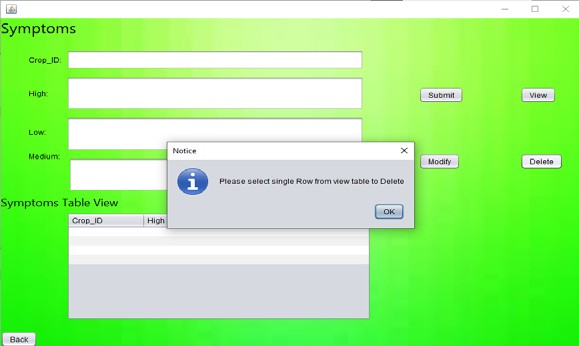 Symptoms
Crop_ID:
High:
Submit
View
Low:
Notice
Medium:
Please select single Row from view table to Delete
Modify
Delete
OK
Symptoms Table View
Crop_ID
High
Back